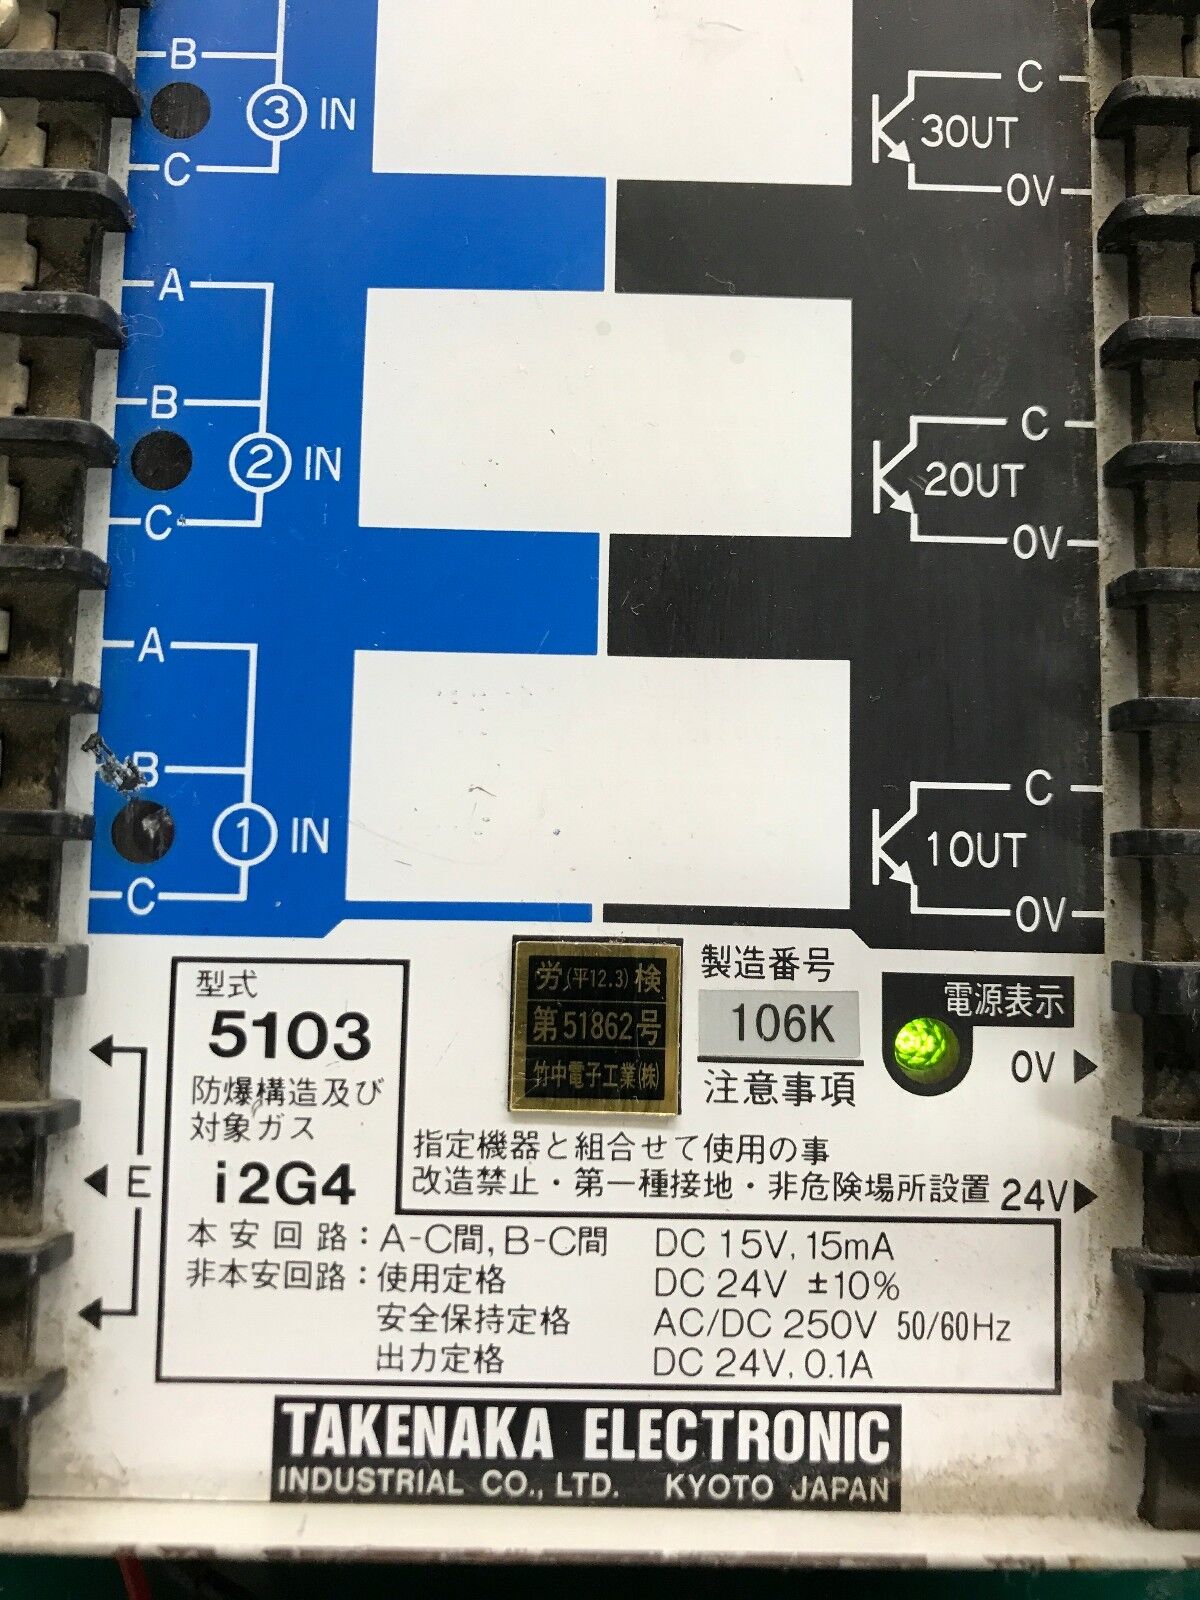 B
3 IN
C
C
3OUT
0V
A
B
2 IN
C
C
2OUT
0V
A
B
1 IN
C
C
1OUT
0V
型式
5103
防爆構造及び
対象ガス
i2G4
E
労(平12.3)検
第51862号
竹中電子工業(株)
製造番号
106K
注意事項
電源表示
0V
指定機器と組合せて使用の事
改造禁止・第一種接地・非危険場所設置
24V
本安回路:A-C間,B-C間 DC 15V, 15mA
非本安回路:使用定格 DC 24V ±10%
安全保持定格 AC/DC 250V 50/60Hz
出力定格 DC 24V, 0.1A
TAKENAKA ELECTRONIC
INDUSTRIAL CO., LTD. KYOTO JAPAN